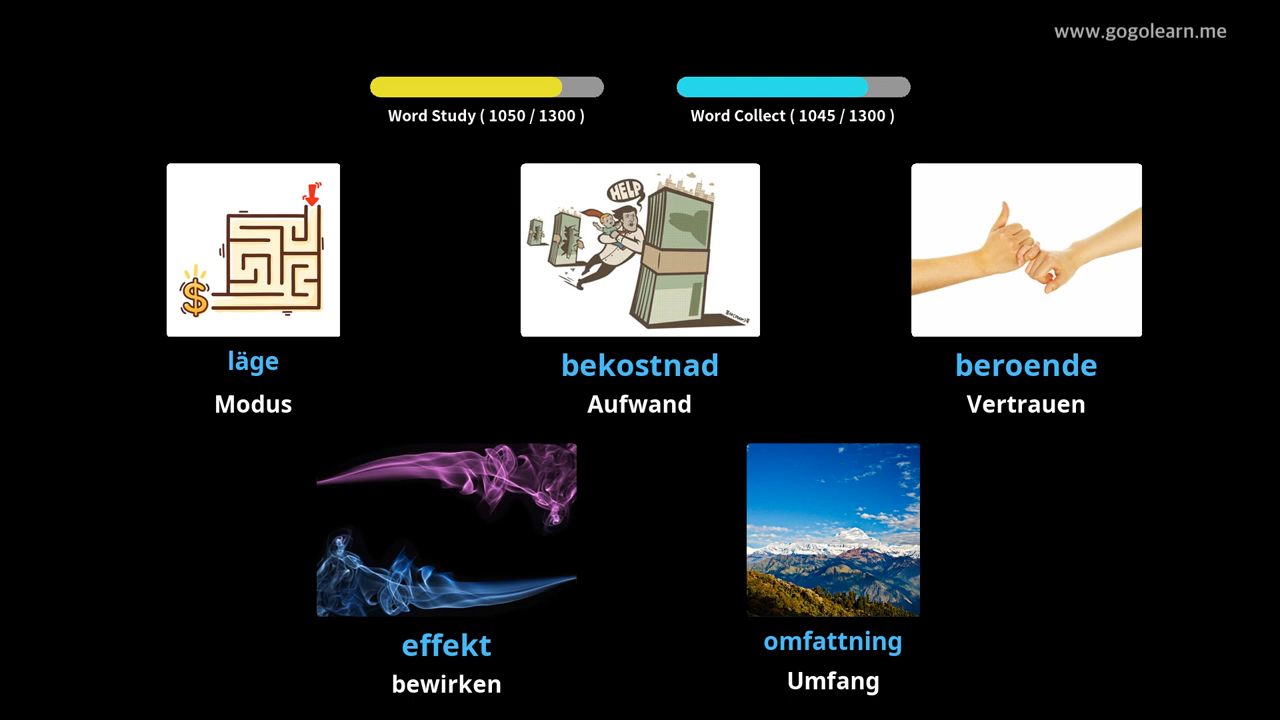 www.gogolearn.me
Word Study ( 1050 / 1300 )
Word Collect ( 1045 / 1300 )
HELP
läge
Modus
bekostnad
Aufwand
beroende
Vertrauen
effekt
bewirken
omfattning
Umfang